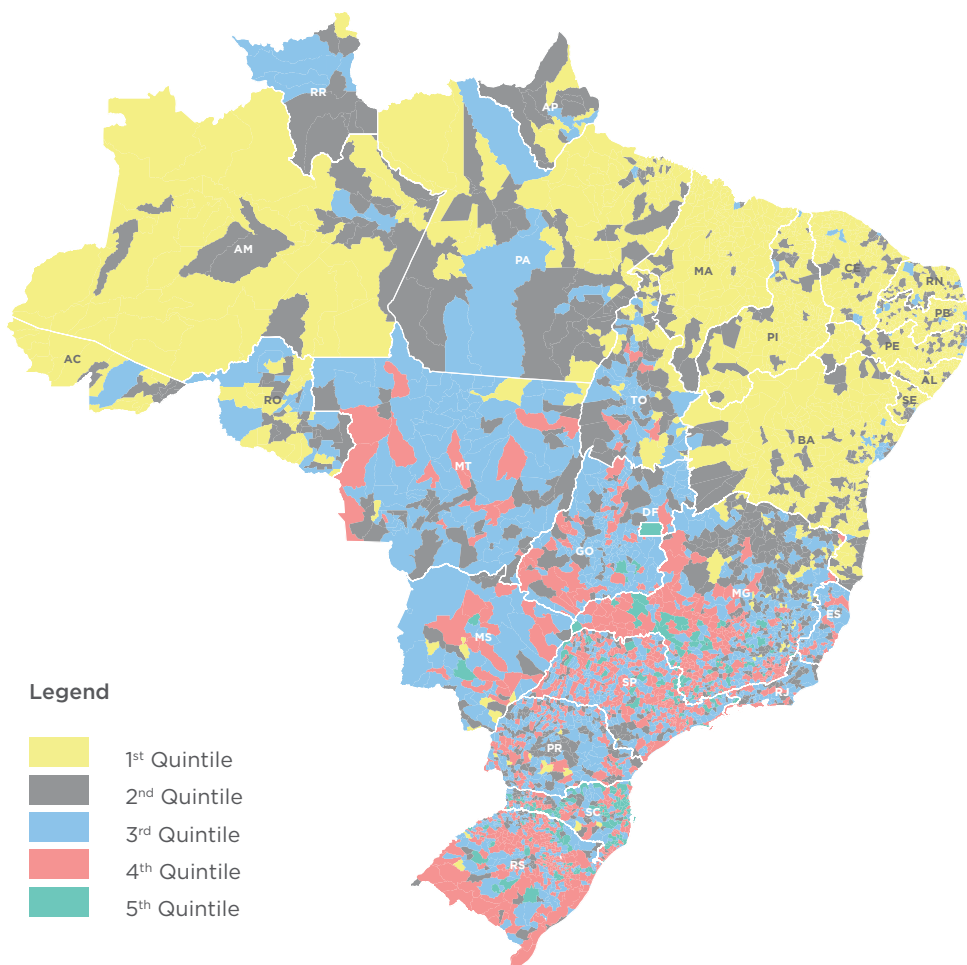 RR
AP
AM
PA
MA
CE
RN
PB
PI
PE
AC
AL
RO
SE
TO
BA
MT
DF
GO
MG
ES
MS
SP
RJ
PR
SC
RS
Legend
1st Quintile
2nd Quintile
3rd Quintile
4th Quintile
5th Quintile